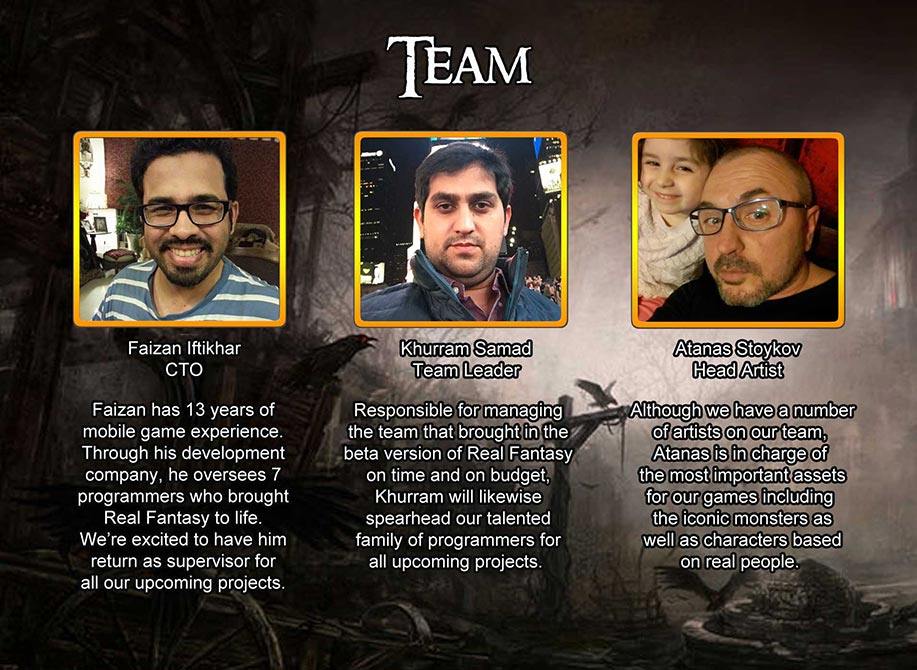 TEAM
Faizan Iftikhar
CTO
Faizan has 13 years of
mobile game experience.
Through his development
company, he oversees 7
programmers who brought
Real Fantasy to life.
We're excited to have him
return as supervisor for
all our upcoming projects.
Khurram Samad
Team Leader
Responsible for managing
the team that brought in the
beta version of Real Fantasy
on time and on budget,
Khurram will likewise
spearhead our talented
family of programmers for
all upcoming projects.
Atanas Stoykov
Head Artist
Although we have a number
of artists on our team,
Atanas is in charge of
the most important assets
for our games including
the iconic monsters as
well as characters based
on real people.